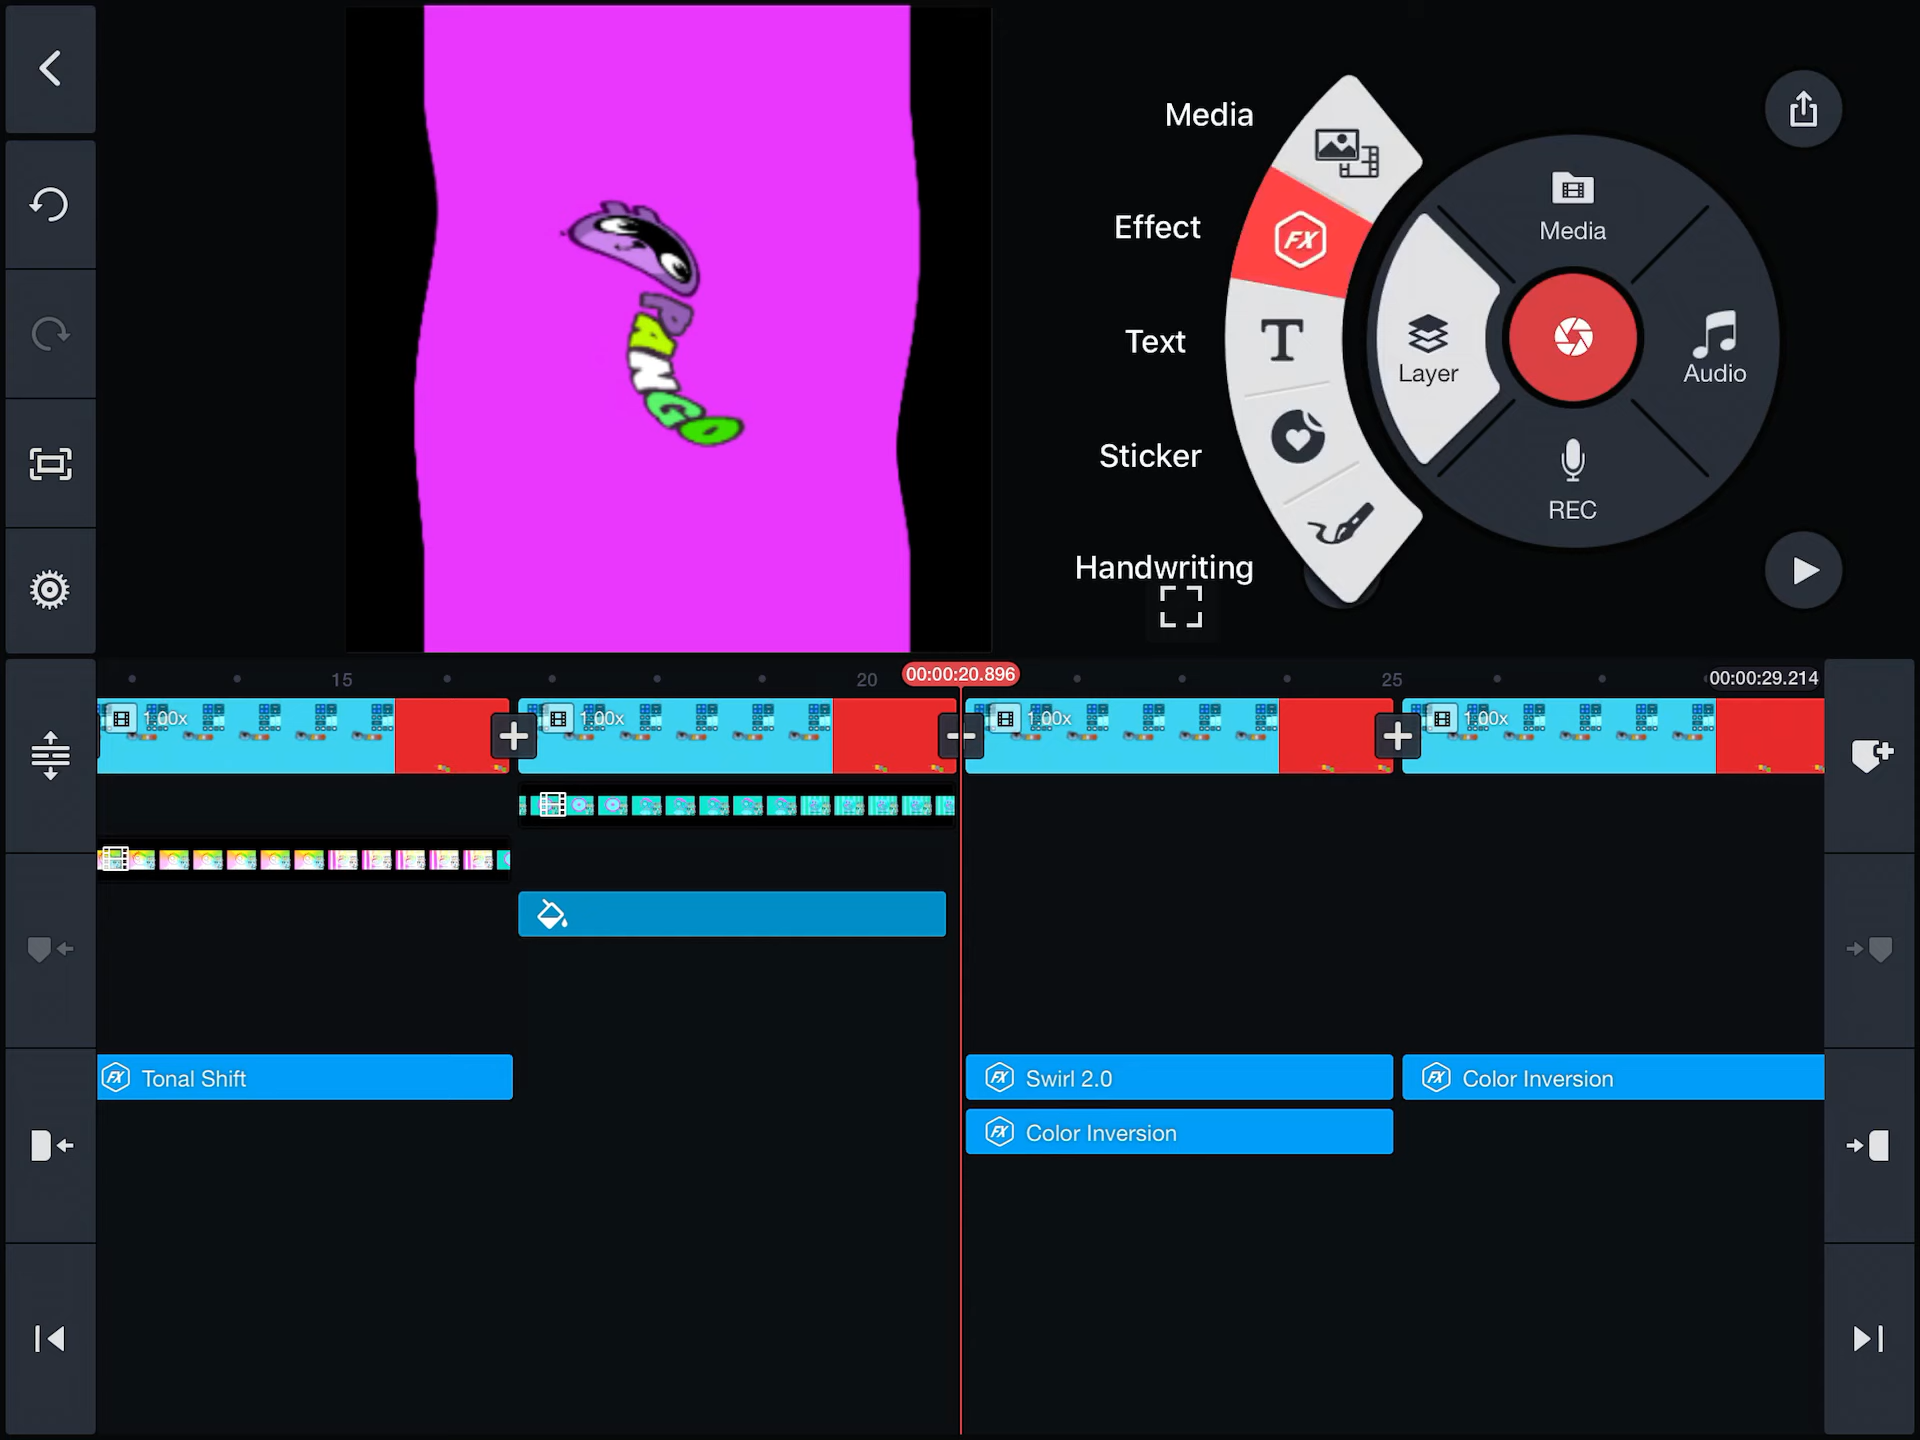 Media
Effect
Text
Sticker
Handwriting
Media
Layer
Audio
REC
PANGO
15
20
00:00:20.896
25
00:00:29.214
1.00x
1.00x
1.00x
1.00x
Tonal Shift
Swirl 2.0
Color Inversion
Color Inversion